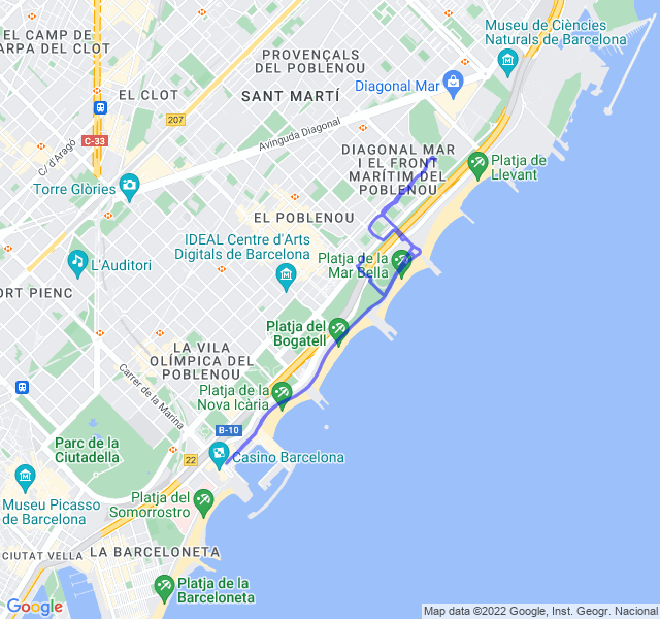 EL CAMP DE
ARPA DEL CLOT
PROVENÇALS
DEL POBLENOU
Museu de Ciències
Naturals de Barcelona
EL CLOT
Diagonal Mar
SANT MARTÍ
207
C-33
C/ d'Aragó
Avinguda Diagonal
DIAGONAL MAR
I EL FRONT
MARÍTIM DEL
POBLENOU
Platja de
Llevant
Torre Glòries
EL POBLENOU
IDEAL Centre d'Arts
Digitals de Barcelona
Platja de la
Mar Bella
L'Auditori
ORT PIENC
Platja del
Bogatell
LA VILA
OLÍMPICA DEL
POBLENOU
Carrer de la Marina
Platja de la
Nova Icària
B-10
Parc de la
Ciutadella
22
Casino Barcelona
Museu Picasso
de Barcelona
Platja del
Somorrostro
CIUTAT VELLA
LA BARCELONETA
Platja de la
Barceloneta
Google
Map data ©2022 Google, Inst. Geogr. Nacional